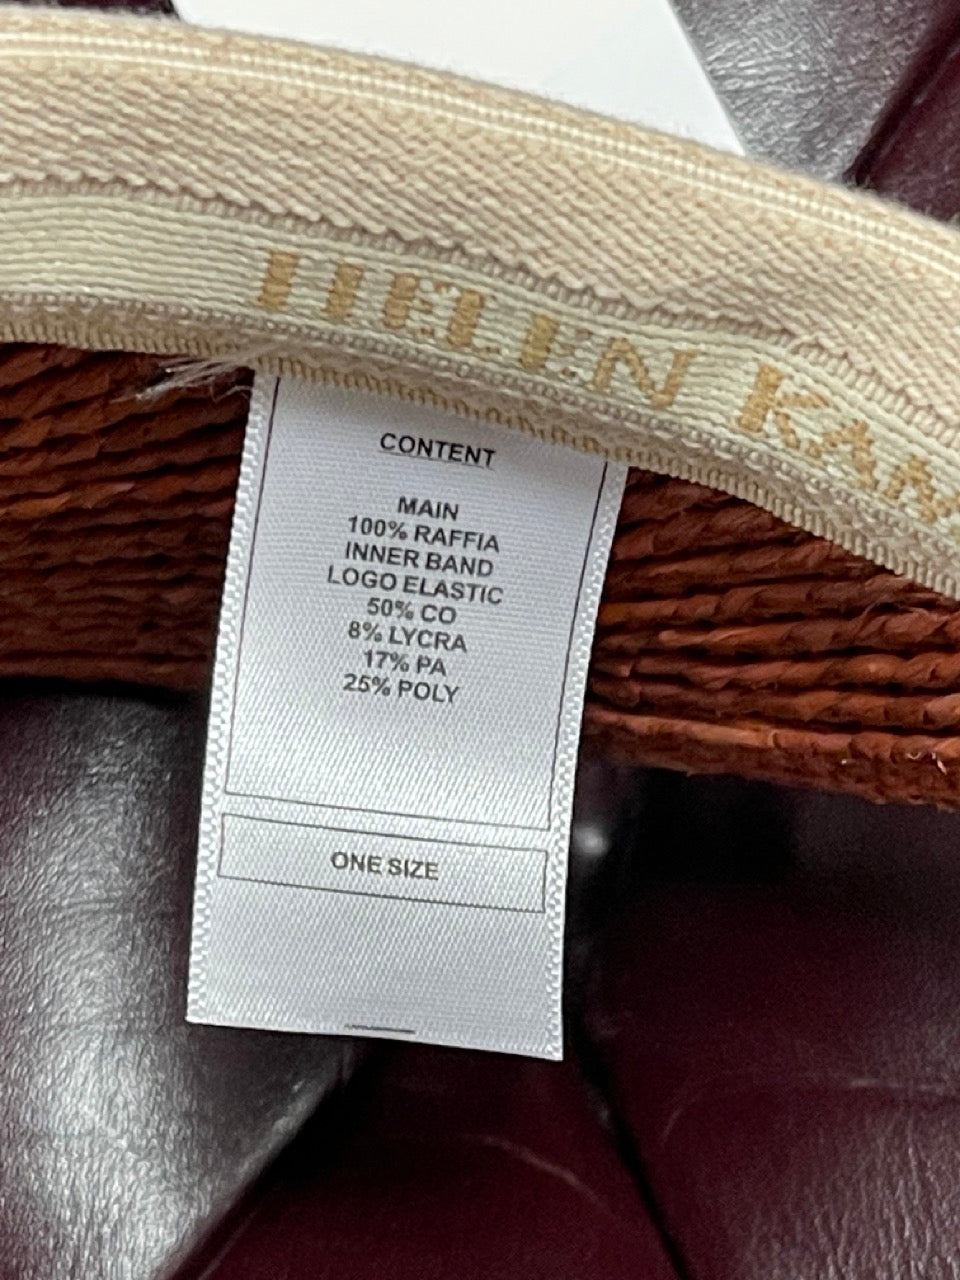 HELEN KAM
CONTENT
MAIN
100% RAFFIA
INNER BAND
LOGO ELASTIC
50% CO
8% LYCRA
17% PA
25% POLY
ONE SIZE